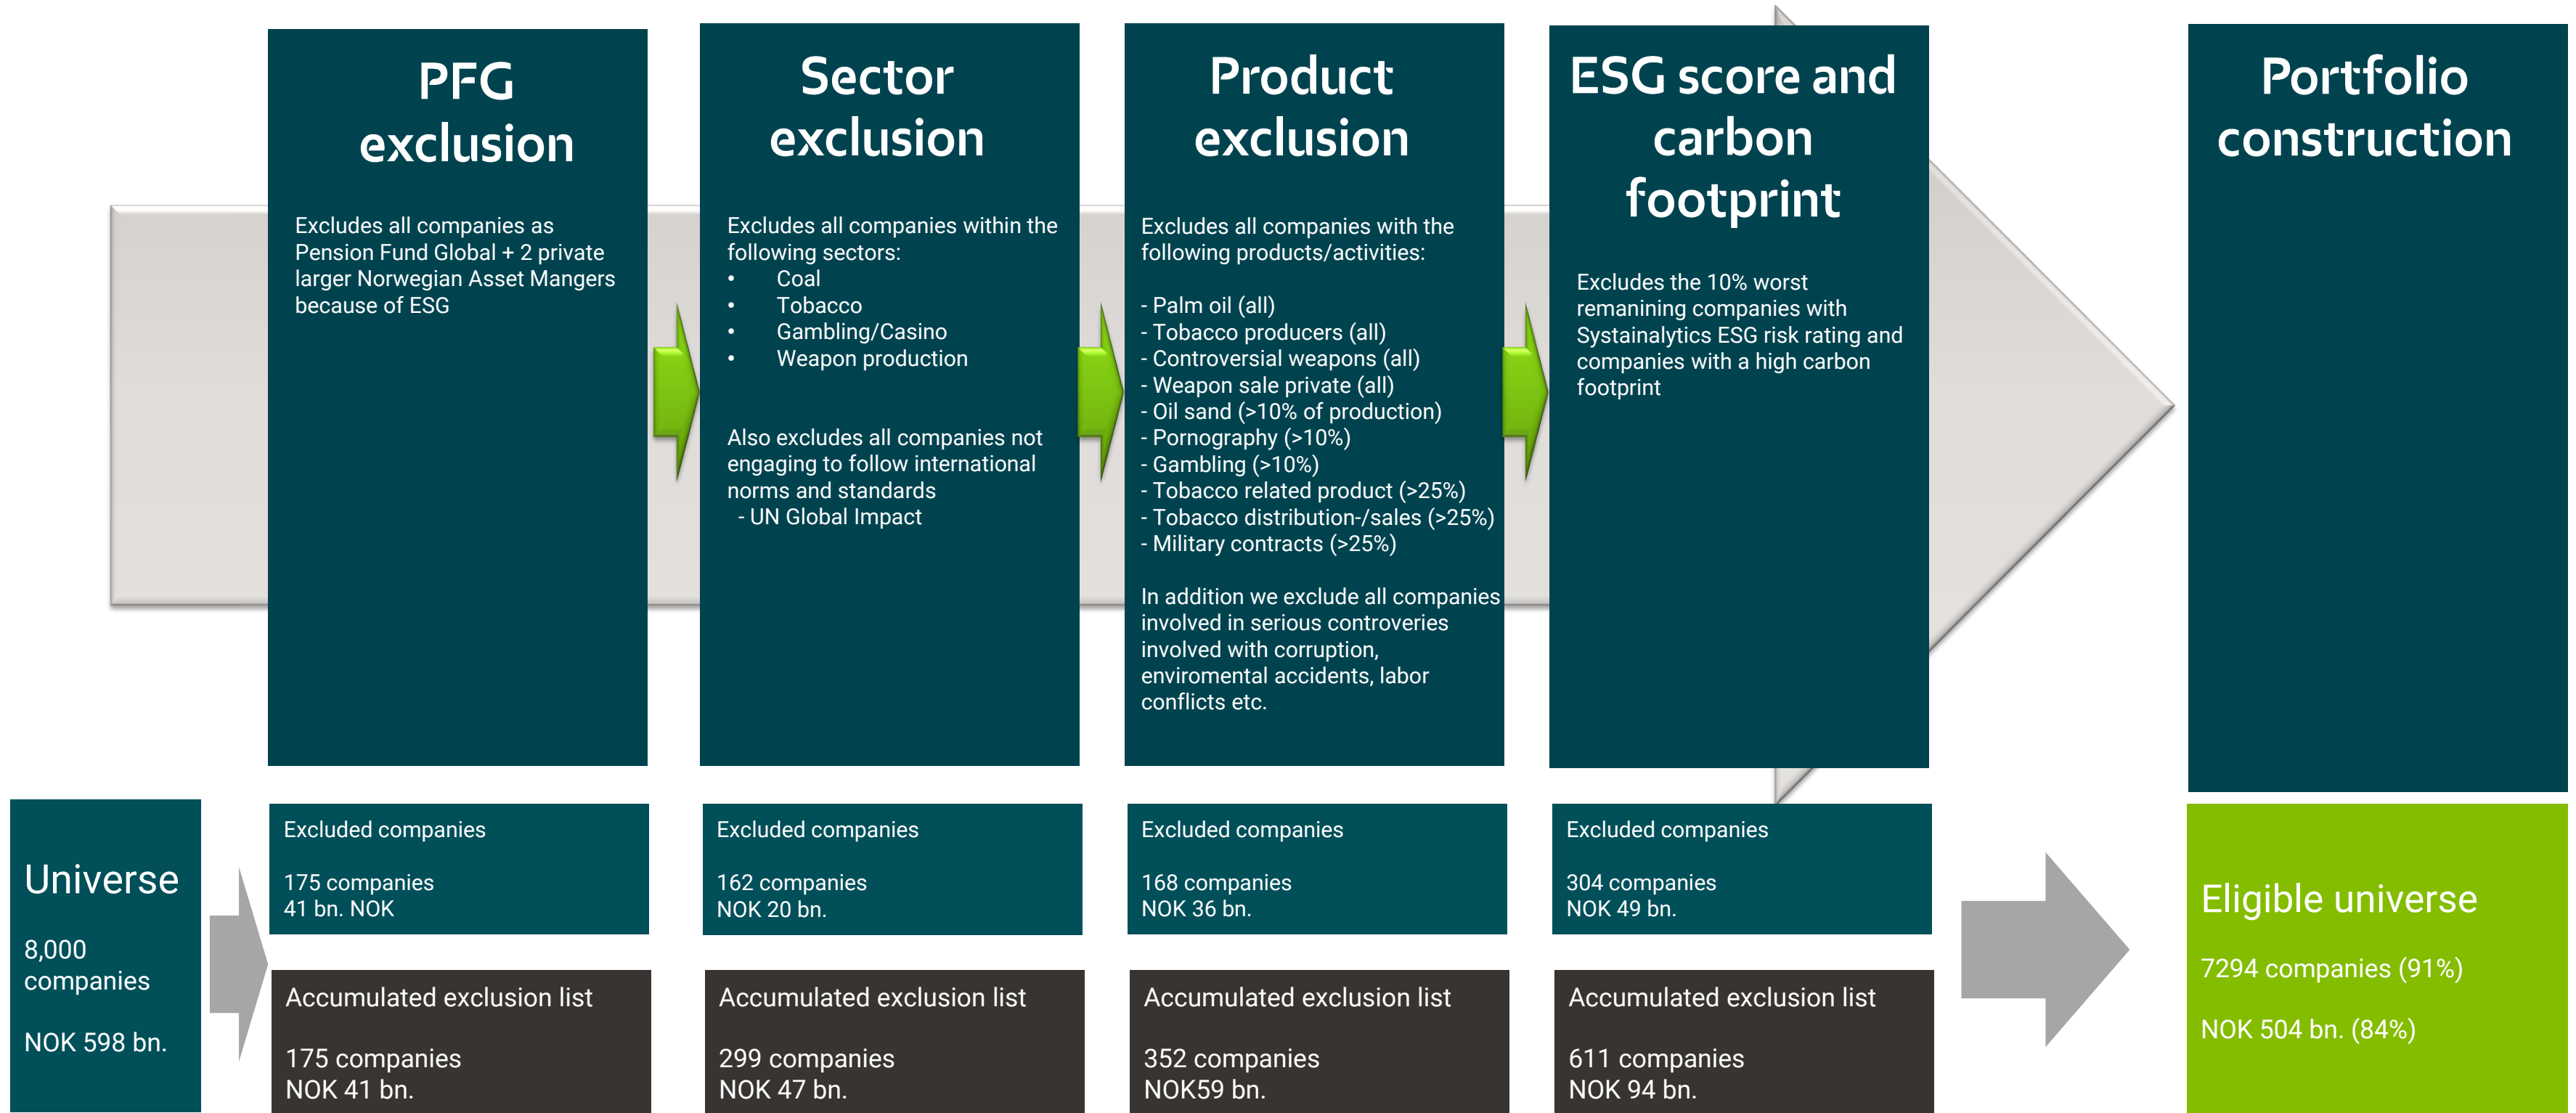 PFG
exclusion
Excludes all companies as
Pension Fund Global + 2 private
larger Norwegian Asset Mangers
because of ESG
Sector
exclusion
Excludes all companies within the
following sectors:
• Coal
• Tobacco
• Gambling/Casino
• Weapon production
Also excludes all companies not
engaging to follow international
norms and standards
- UN Global Impact
Product
exclusion
Excludes all companies with the
following products/activities:
- Palm oil (all)
- Tobacco producers (all)
- Controversial weapons (all)
- Weapon sale private (all)
- Oil sand (>10% of production)
- Pornography (>10%)
- Gambling (>10%)
- Tobacco related product (>25%)
- Tobacco distribution-/sales (>25%)
- Military contracts (>25%)
In addition we exclude all companies
involved in serious controveries
involved with corruption,
enviromental accidents, labor
conflicts etc.
ESG score and
carbon
footprint
Excludes the 10% worst
remanining companies with
Systainalytics ESG risk rating and
companies with a high carbon
footprint
Portfolio
construction
Universe
8,000
companies
NOK 598 bn.
Excluded companies
175 companies
41 bn. NOK
Excluded companies
162 companies
NOK 20 bn.
Excluded companies
168 companies
NOK 36 bn.
Excluded companies
304 companies
NOK 49 bn.
Accumulated exclusion list
175 companies
NOK 41 bn.
Accumulated exclusion list
299 companies
NOK 47 bn.
Accumulated exclusion list
352 companies
NOK59 bn.
Accumulated exclusion list
611 companies
NOK 94 bn.
Eligible universe
7294 companies (91%)
NOK 504 bn. (84%)